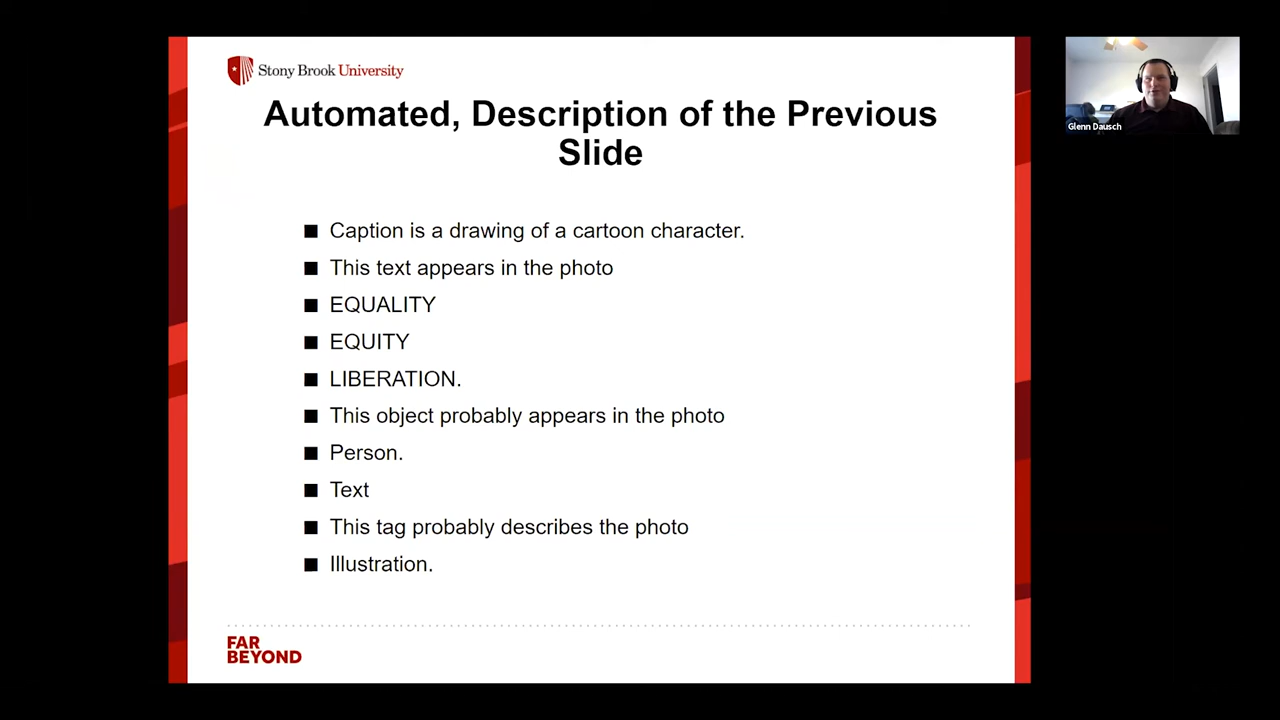 Stony Brook University
Automated, Description of the Previous
Slide
Caption is a drawing of a cartoon character.
This text appears in the photo
EQUALITY
EQUITY
LIBERATION.
This object probably appears in the photo
Person.
Text
This tag probably describes the photo
Illustration.
FAR
BEYOND
Glenn Dausch